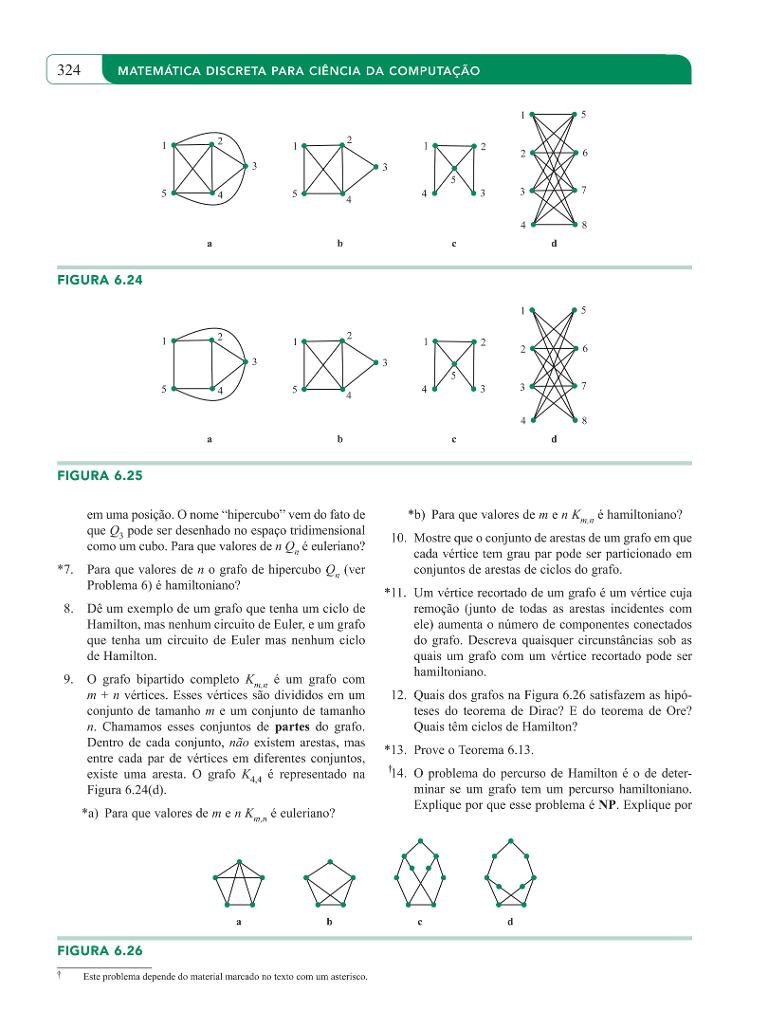 324
MATEMÁTICA DISCRETA PARA CIÊNCIA DA COMPUTAÇÃO
1 2 3 4 5
1 2 3 4 5
1 2 3 4 5
1 5 2 6 3 7 4 8
a b c d
FIGURA 6.24
1 2 3 4 5
1 2 3 4 5
1 2 3 4 5
1 5 2 6 3 7 4 8
a b c d
FIGURA 6.25
em uma posição. O nome “hipercubo” vem do fato de
que Q3 pode ser desenhado no espaço tridimensional
como um cubo. Para que valores de n Qn é euleriano?
*7. Para que valores de n o grafo de hipercubo Qn (ver
Problema 6) é hamiltoniano?
8. Dê um exemplo de um grafo que tenha um ciclo de
Hamilton, mas nenhum circuito de Euler, e um grafo
que tenha um circuito de Euler mas nenhum ciclo
de Hamilton.
9. O grafo bipartido completo Km,n é um grafo com
m + n vértices. Esses vértices são divididos em um
conjunto de tamanho m e um conjunto de tamanho
n. Chamamos esses conjuntos de partes do grafo.
Dentro de cada conjunto, não existem arestas, mas
entre cada par de vértices em diferentes conjuntos,
existe uma aresta. O grafo K4,4 é representado na
Figura 6.24(d).
*a) Para que valores de m e n Km,n é euleriano?
*b) Para que valores de m e n Km,n é hamiltoniano?
10. Mostre que o conjunto de arestas de um grafo em que
cada vértice tem grau par pode ser particionado em
conjuntos de arestas de ciclos do grafo.
*11. Um vértice recortado de um grafo é um vértice cuja
remoção (junto de todas as arestas incidentes com
ele) aumenta o número de componentes conectados
do grafo. Descreva quaisquer circunstâncias sob as
quais um grafo com um vértice recortado pode ser
hamiltoniano.
12. Quais dos grafos na Figura 6.26 satisfazem as hipó-
teses do teorema de Dirac? E do teorema de Ore?
Quais têm ciclos de Hamilton?
*13. Prove o Teorema 6.13.
†14. O problema do percurso de Hamilton é o de deter-
minar se um grafo tem um percurso hamiltoniano.
Explique por que esse problema é NP. Explique por
a b c d
FIGURA 6.26
† Este problema depende do material marcado no texto com um asterisco.